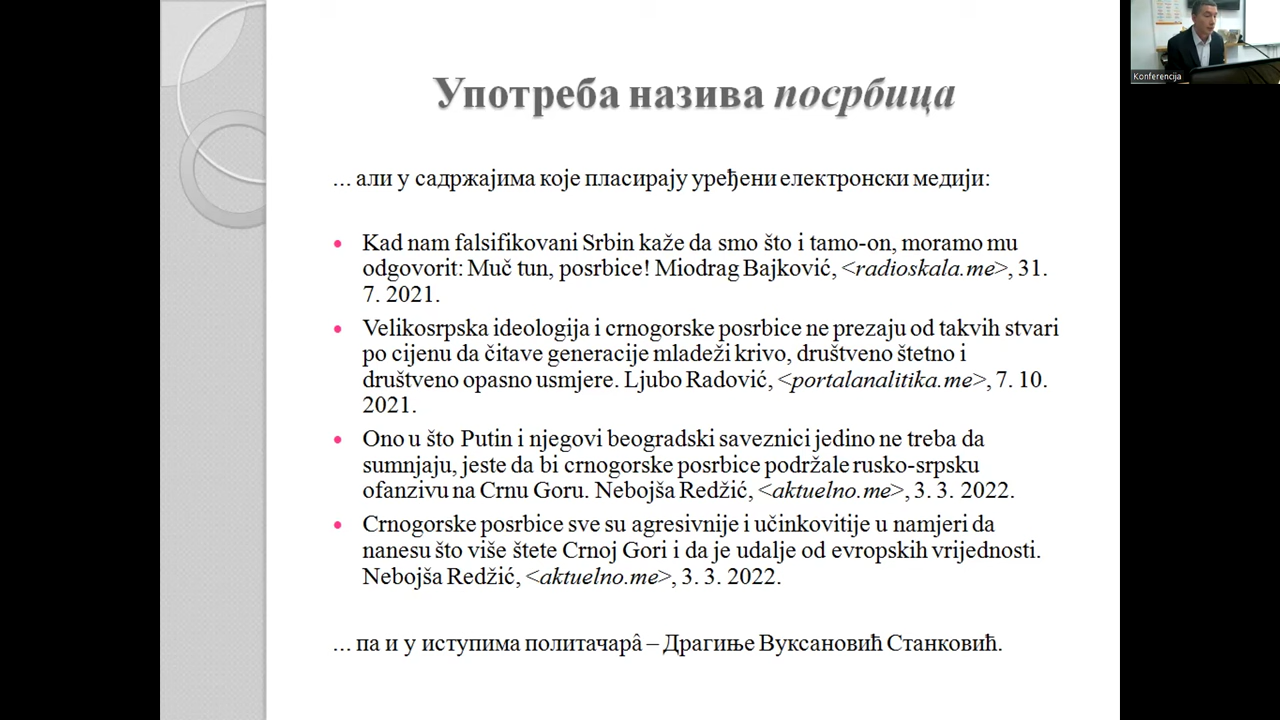 Употреба назива посрбица
... али у садржајима које пласирају уређени електронски медији:
• Kad nam falsifikovani Srbin kaže da smo što i tamo-on, moramo mu
odgovorit: Muč tun, posrbice! Miodrag Bajković, <radioskala.me>, 31.
7. 2021.
• Velikosrpska ideologija i crnogorske posrbice ne prezaju od takvih stvari
po cijenu da čitave generacije mladeži krivo, društveno štetno i
društveno opasno usmjere. Ljubo Radović, <portalanalitika.me>, 7. 10.
2021.
• Ono u što Putin i njegovi beogradski saveznici jedino ne treba da
sumnjaju, jeste da bi crnogorske posrbice podržale rusko-srpsku
ofanzivu na Crnu Goru. Nebojša Redžić, <aktuelno.me>, 3. 3. 2022.
• Crnogorske posrbice sve su agresivnije i učinkovitije u namjeri da
nanesu što više štete Crnoj Gori i da je udalje od evropskih vrijednosti.
Nebojša Redžić, <aktuelno.me>, 3. 3. 2022.
... па и у иступима политачарâ – Драгиње Вуксановић Станковић.
Konferencija